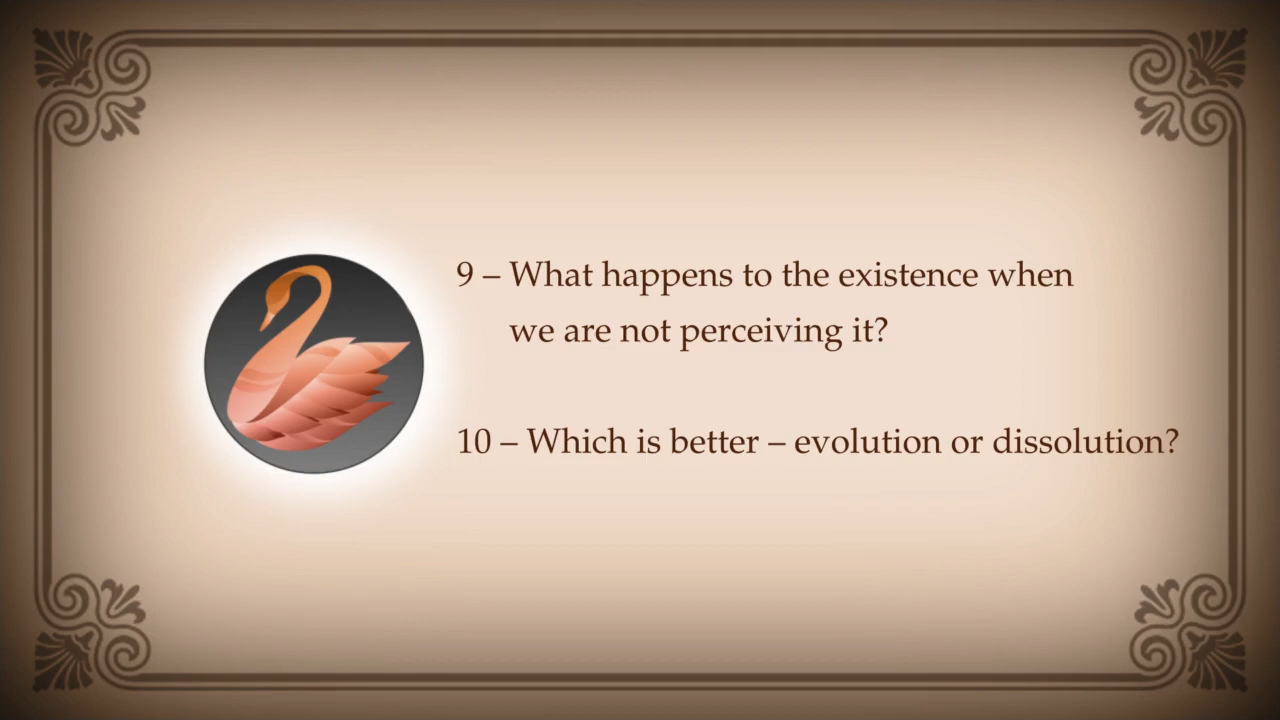 9 – What happens to the existence when
we are not perceiving it?
10 – Which is better – evolution or dissolution?